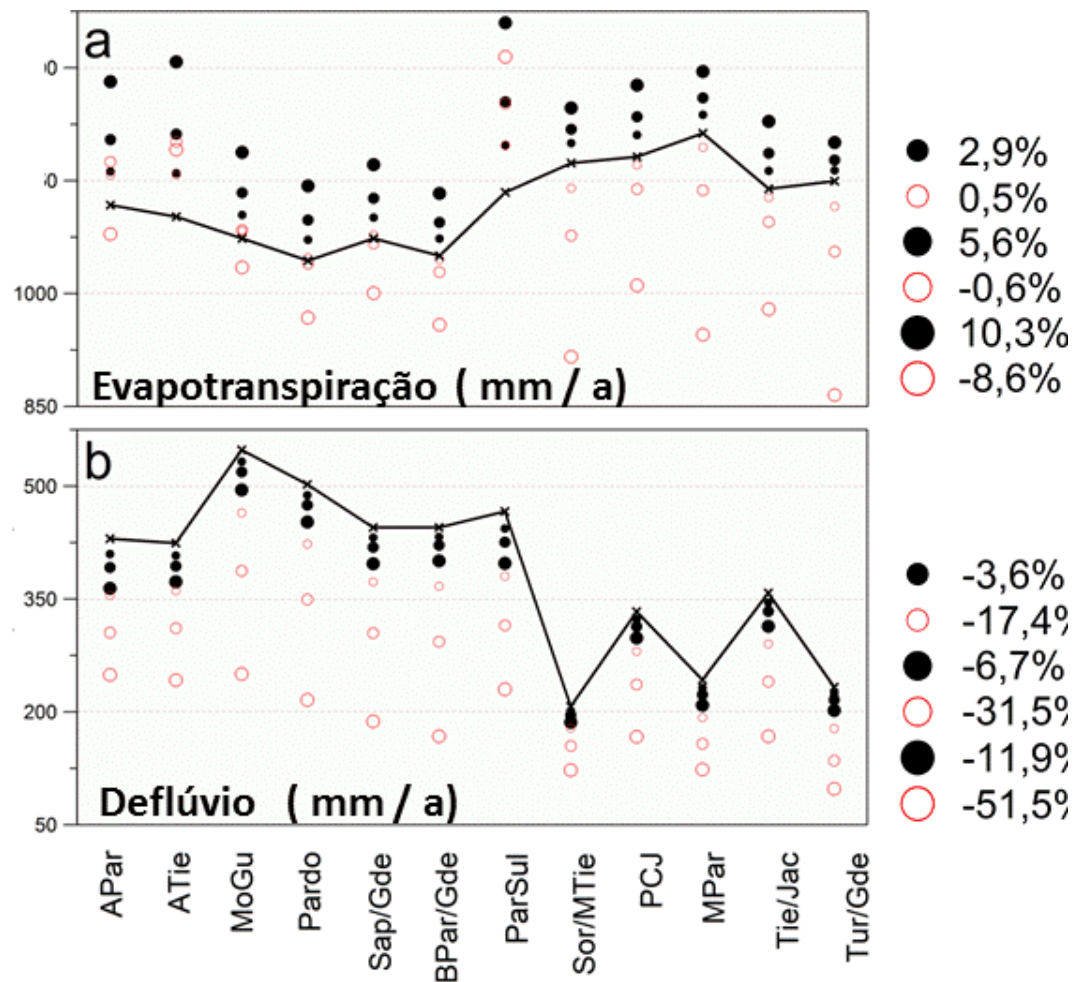 a
1000
850
Evapotranspiração ( mm / a)
2,9%
0,5%
5,6%
-0,6%
10,3%
-8,6%
b
500
350
200
50
Deflúvio ( mm / a)
-3,6%
-17,4%
-6,7%
-31,5%
-11,9%
-51,5%
APar
ATie
MoGu
Pardo
Sap/Gde
BPar/Gde
ParSul
Sor/MTie
PCJ
MPar
Tie/Jac
Tur/Gde